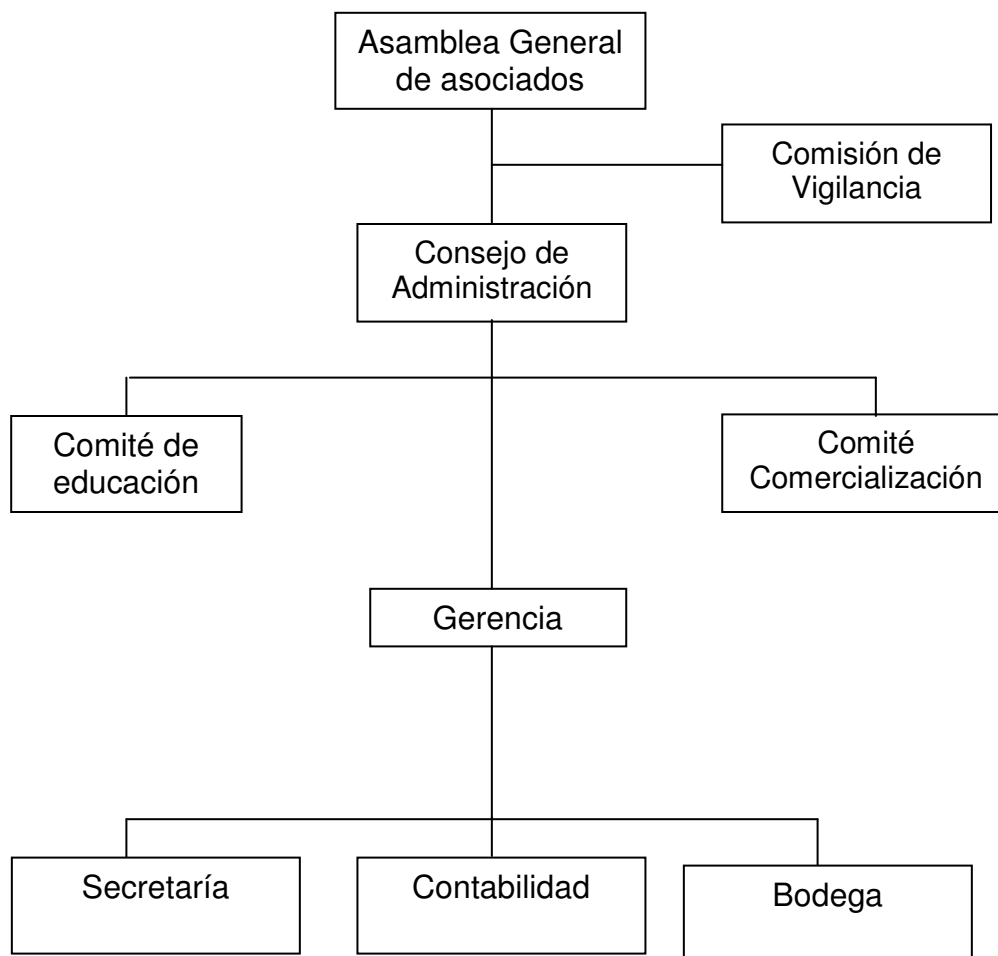 Asamblea General
de asociados
Comisión de
Vigilancia
Consejo de
Administración
Comité de
educación
Comité
Comercialización
Gerencia
Secretaría
Contabilidad
Bodega